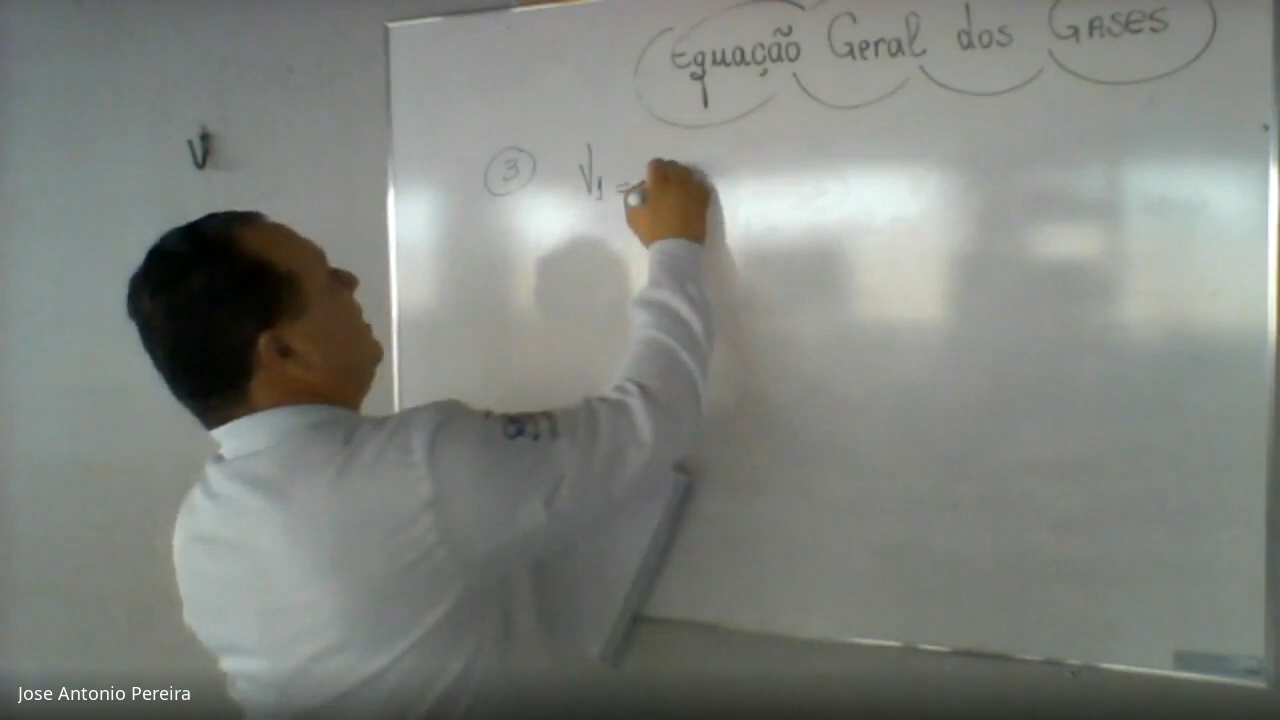 Equação Geral dos GASES
3 V1 =
V
Jose Antonio Pereira